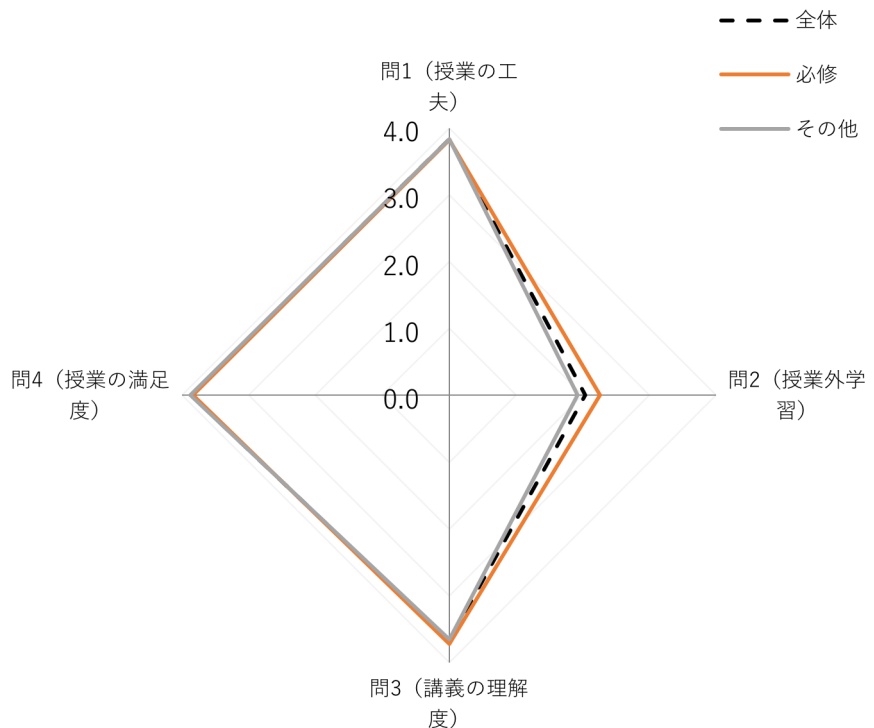 全体
必修
その他
問1（授業の工
夫）
4.0
3.0
2.0
1.0
0.0
問4（授業の満足
度）
問2（授業外学
習）
問3（講義の理解
度）